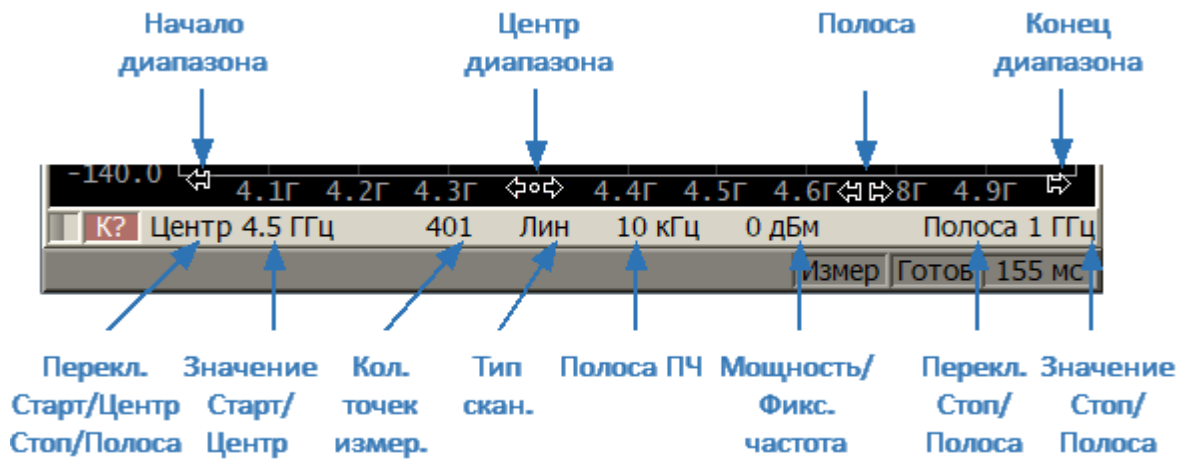 Начало диапазона
Центр диапазона
Полоса
Конец диапазона
-140.0
4.1Г 4.2Г 4.3Г 4.4Г 4.5Г 4.6Г 8Г 4.9Г
К? Центр 4.5 ГГц 401 Лин 10 кГц 0 дБм Полоса 1 ГГц
Измер Готов 155 мс
Перекл.
Старт/Центр
Стоп/Полоса
Значение
Старт/
Центр
Кол.
точек
измер.
Тип
скан.
Полоса ПЧ
Мощность/
Фикс.
частота
Перекл.
Стоп/
Полоса
Значение
Стоп/
Полоса